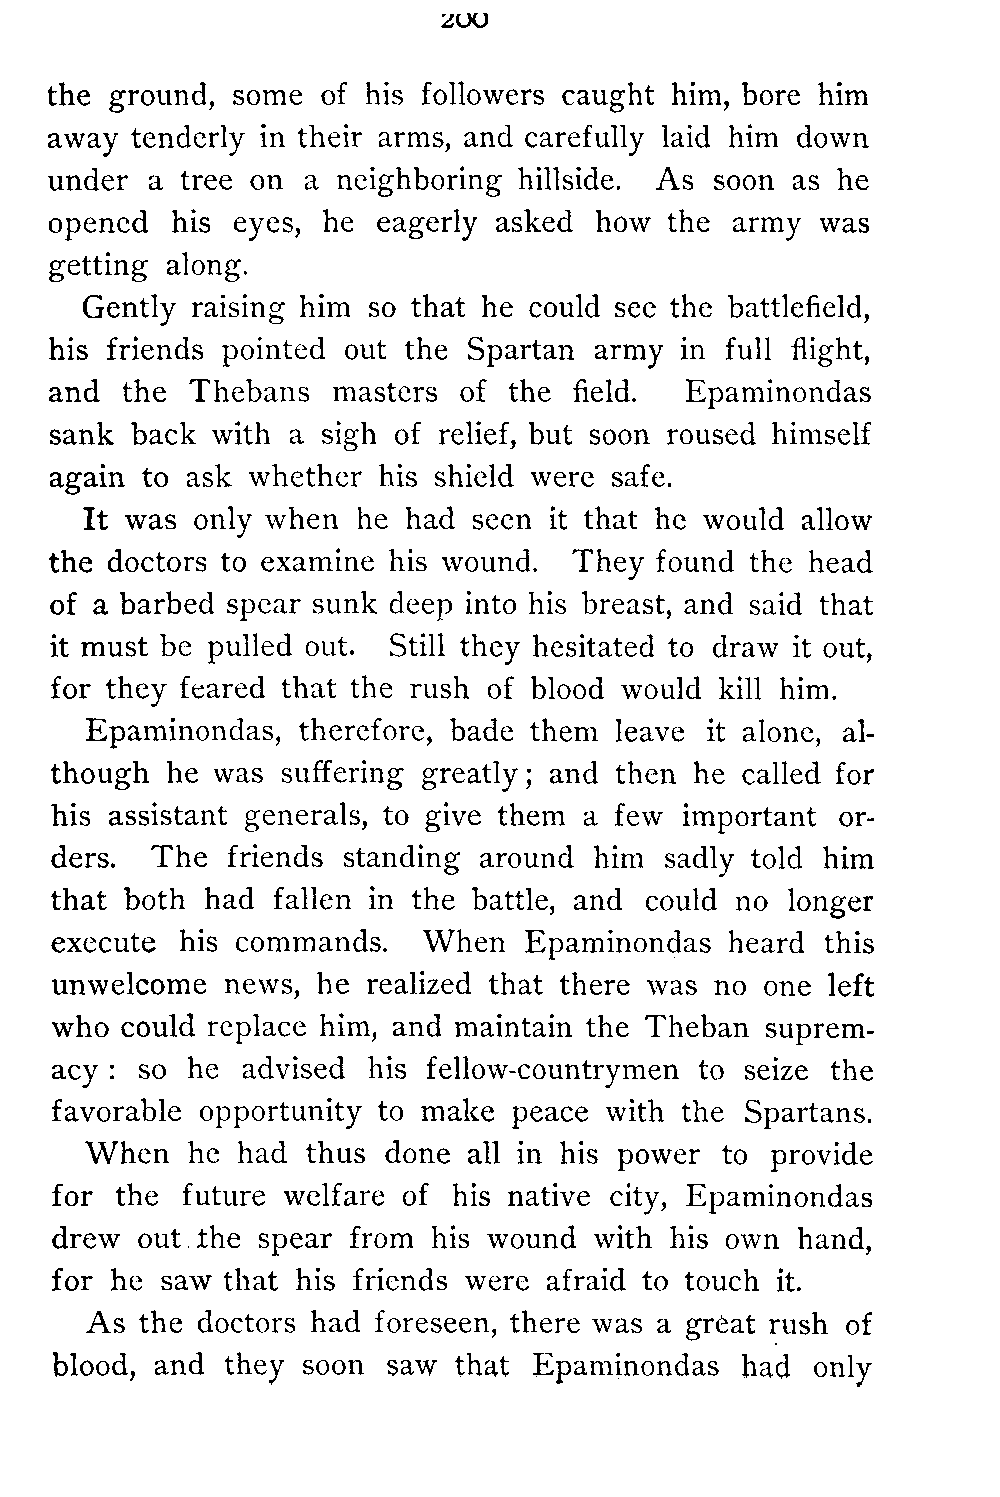 200
the ground, some of his followers caught him, bore him
away tenderly in their arms, and carefully laid him down
under a tree on a neighboring hillside. As soon as he
opened his eyes, he eagerly asked how the army was
getting along.
Gently raising him so that he could see the battlefield,
his friends pointed out the Spartan army in full flight,
and the Thebans masters of the field. Epaminondas
sank back with a sigh of relief, but soon roused himself
again to ask whether his shield were safe.
It was only when he had seen it that he would allow
the doctors to examine his wound. They found the head
of a barbed spear sunk deep into his breast, and said that
it must be pulled out. Still they hesitated to draw it out,
for they feared that the rush of blood would kill him.
Epaminondas, therefore, bade them leave it alone, al-
though he was suffering greatly; and then he called for
his assistant generals, to give them a few important or-
ders. The friends standing around him sadly told him
that both had fallen in the battle, and could no longer
execute his commands. When Epaminondas heard this
unwelcome news, he realized that there was no one left
who could replace him, and maintain the Theban suprem-
acy : so he advised his fellow-countrymen to seize the
favorable opportunity to make peace with the Spartans.
When he had thus done all in his power to provide
for the future welfare of his native city, Epaminondas
drew out the spear from his wound with his own hand,
for he saw that his friends were afraid to touch it.
As the doctors had foreseen, there was a great rush of
blood, and they soon saw that Epaminondas had only